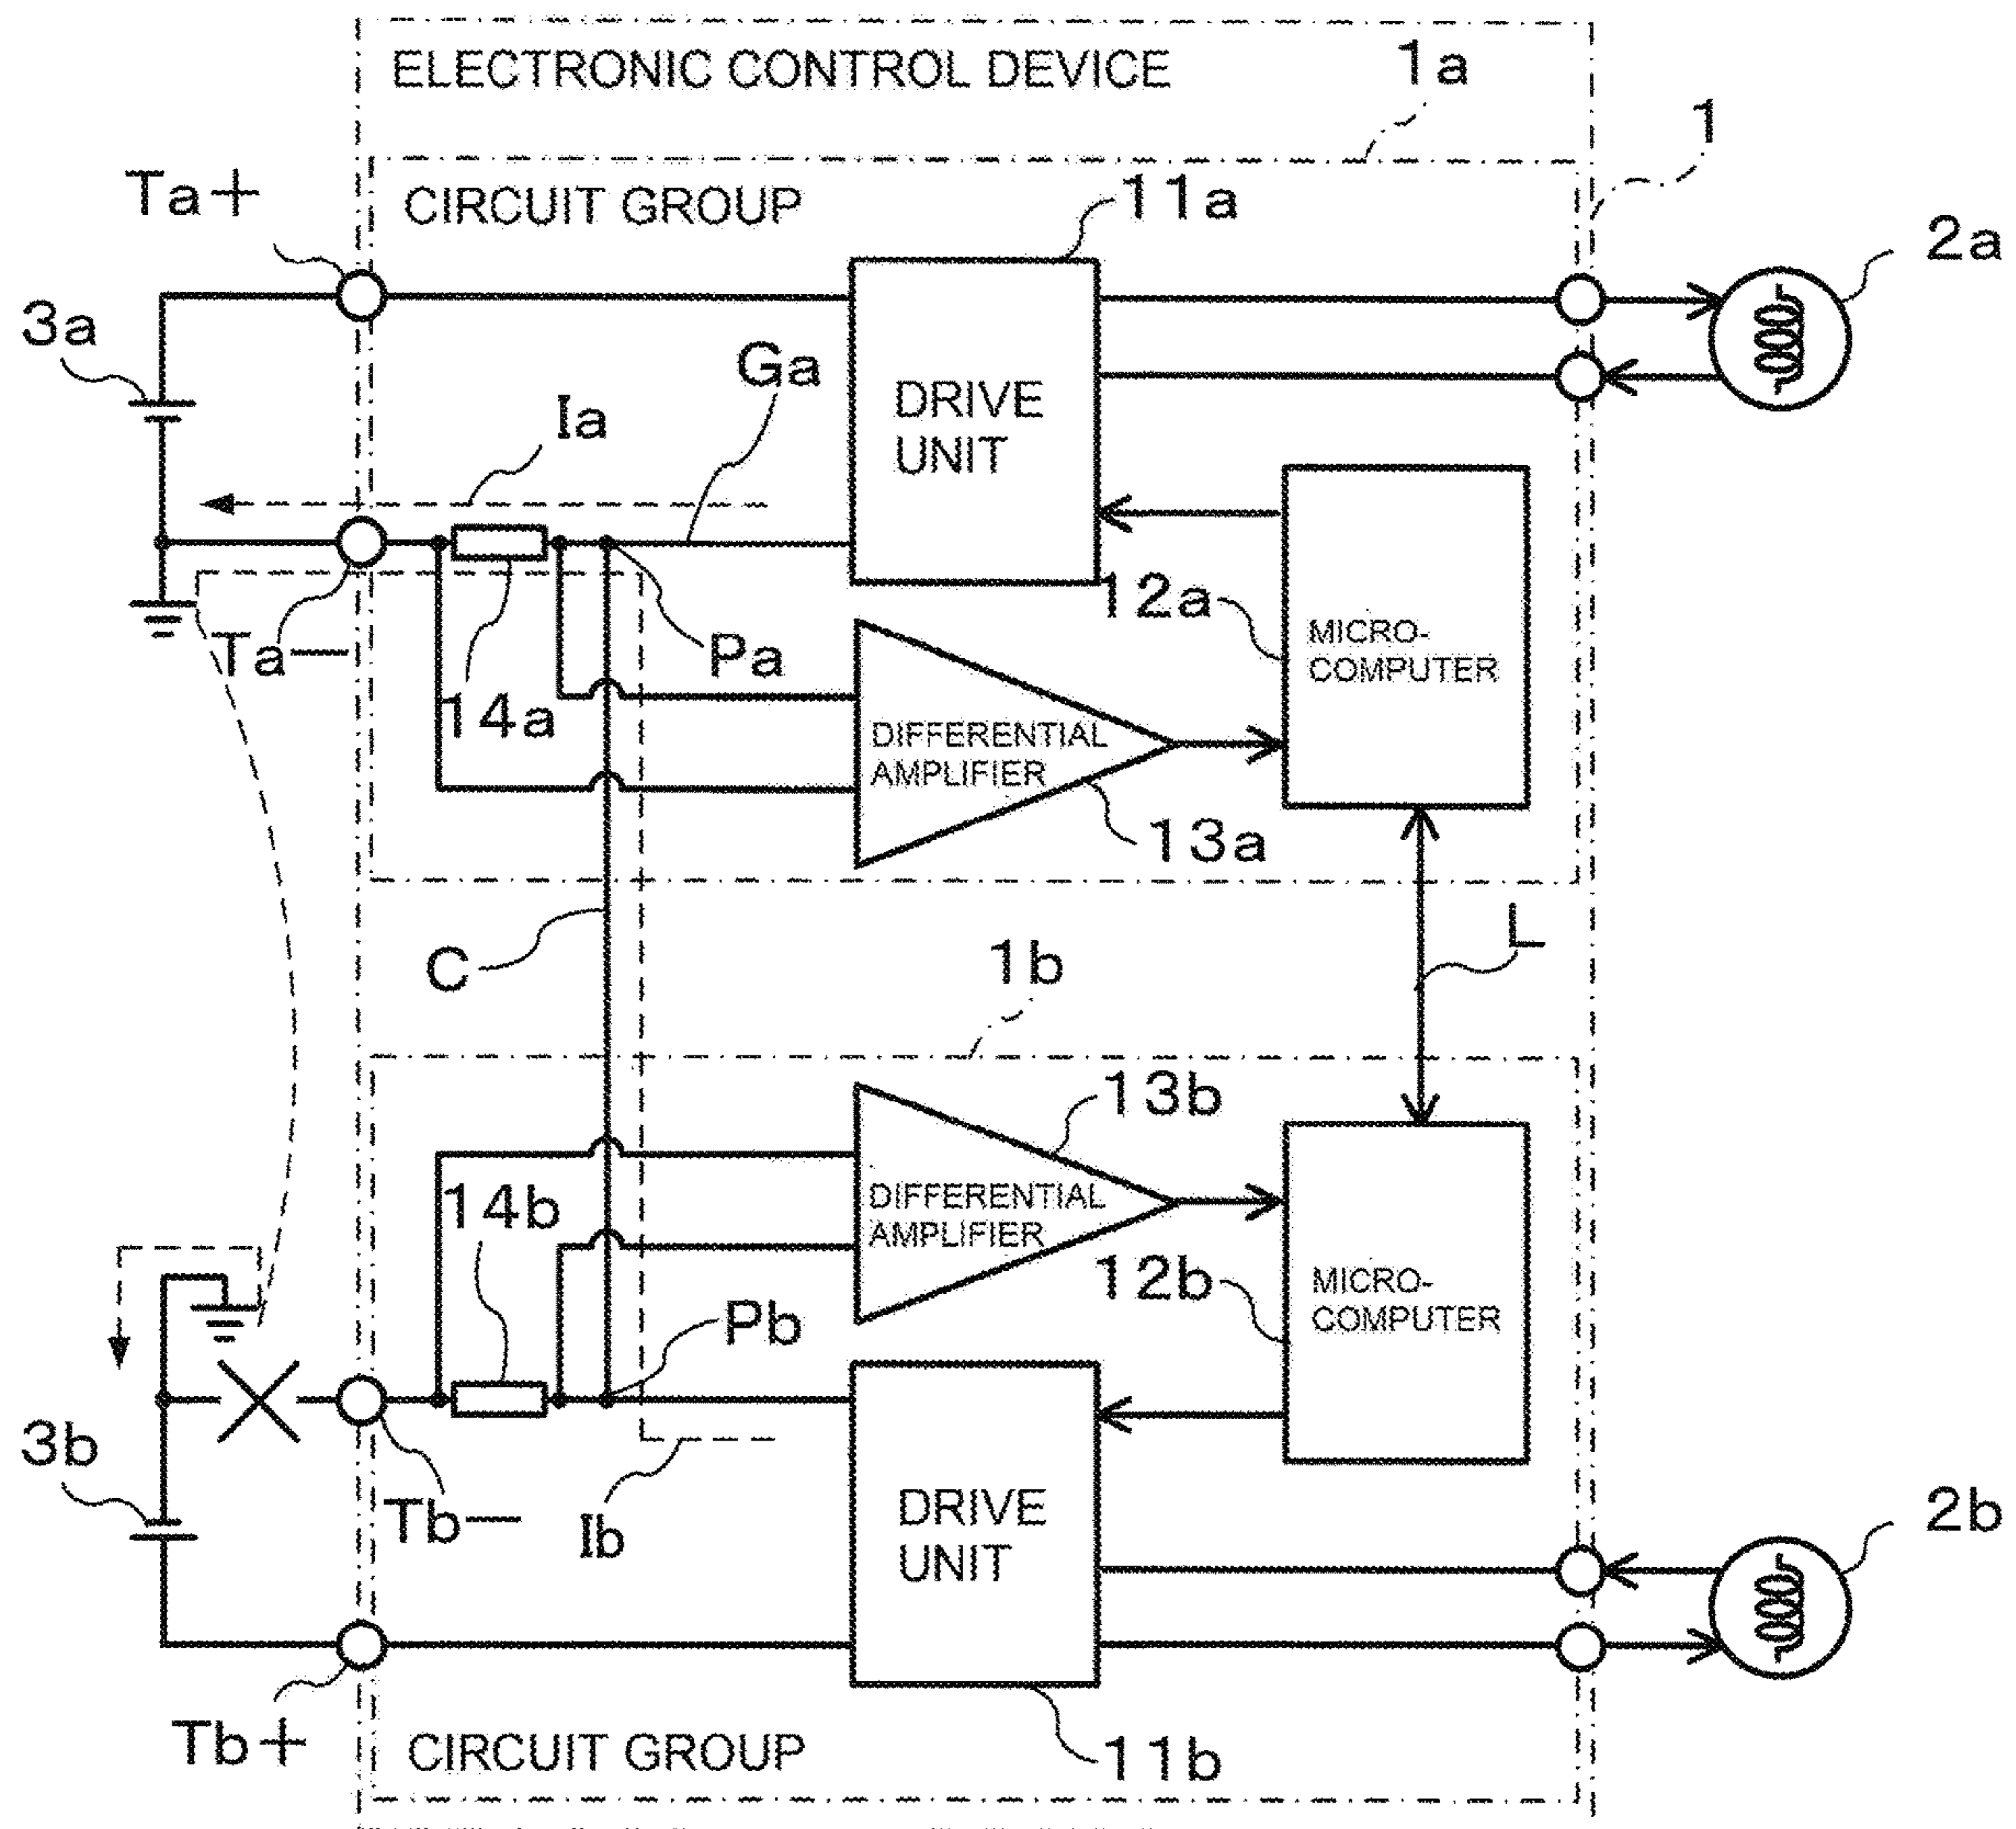 ELECTRONIC CONTROL DEVICE
1a
1
Ta+
CIRCUIT GROUP
11a
2a
3a
Ga
DRIVE
UNIT
Ia
12a
MICRO-
COMPUTER
Ta−
Pa
14a
DIFFERENTIAL
AMPLIFIER
13a
C
1b
L
13b
14b
DIFFERENTIAL
AMPLIFIER
12b
MICRO-
COMPUTER
Pb
3b
Tb−
Ib
DRIVE
UNIT
2b
Tb+
CIRCUIT GROUP
11b